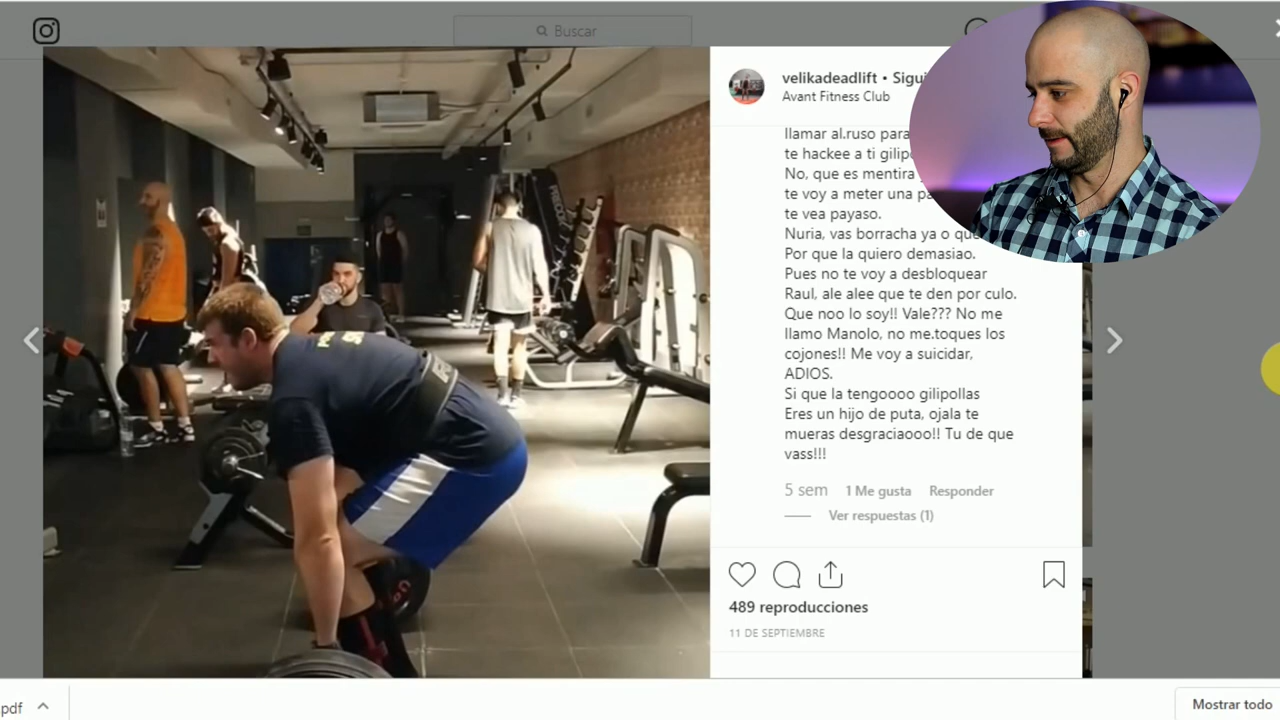 Buscar
velikadeadlift • Sigui
Avant Fitness Club
llamar al.ruso para
te hackee a ti gilip
No, que es mentira
te voy a meter una pa
te vea payaso.
Nuria, vas borracha ya o que
Por que la quiero demasiao.
Pues no te voy a desbloquear
Raul, ale alee que te den por culo.
Que noo lo soy!! Vale??? No me
llamo Manolo, no me.toques los
cojones!! Me voy a suicidar,
ADIOS.
Si que la tengoooo gilipollas
Eres un hijo de puta, ojala te
mueras desgraciaooo!! Tu de que
vass!!!
5 sem 1 Me gusta Responder
Ver respuestas (1)
489 reproducciones
11 DE SEPTIEMBRE
pdf
Mostrar todo